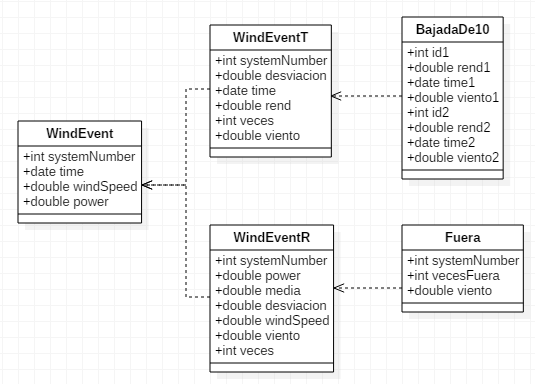 WindEvent
+int systemNumber
+date time
+double windSpeed
+double power
WindEventT
+int systemNumber
+double desviacion
+date time
+double rend
+int veces
+double viento
BajadaDe10
+int id1
+double rend1
+date time1
+double viento1
+int id2
+double rend2
+date time2
+double viento2
WindEventR
+int systemNumber
+double power
+double media
+double desviacion
+double windSpeed
+double viento
+int veces
Fuera
+int systemNumber
+int vecesFuera
+double viento